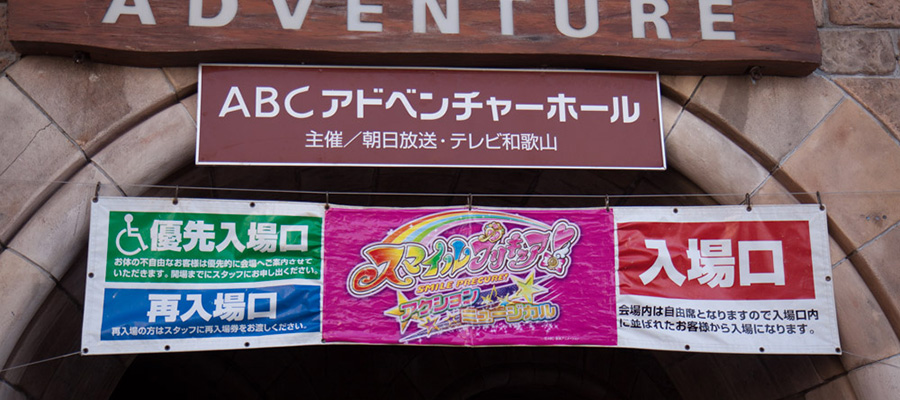 ADVENTURE
ABCアドベンチャーホール
主催／朝日放送・テレビ和歌山
優先入場口
お体の不自由なお客様は優先的に会場へご案内させて
いただきます。開場までにスタッフにお申し出ください。
再入場口
再入場の方はスタッフに再入場券をお渡しください。
スマイルプリキュア!
SMILE PRECURE!
アクション
ミュージカル
入場口
会場内は自由席となりますので入場口内
に並ばれたお客様から入場になります。